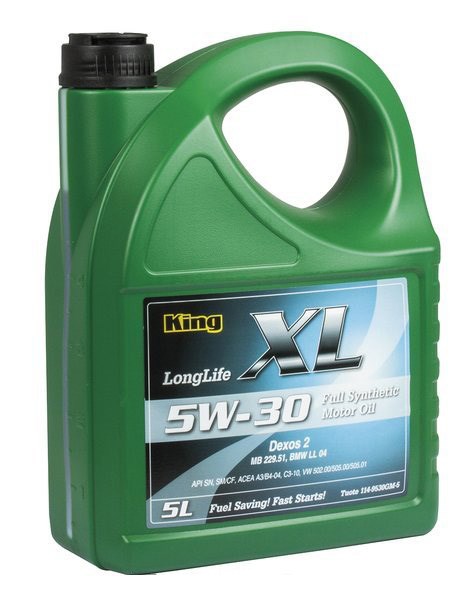 King
XL
LongLife
5W-30
Full Synthetic
Motor Oil
Dexos 2
MB 229.51, BMW LL 04
API SN, SM/CF, ACEA A3/B4-04, C3-10, VW 502.00/505.00/505.01
5L
Fuel Saving! Fast Starts!
Tuote 114-9530GM-5